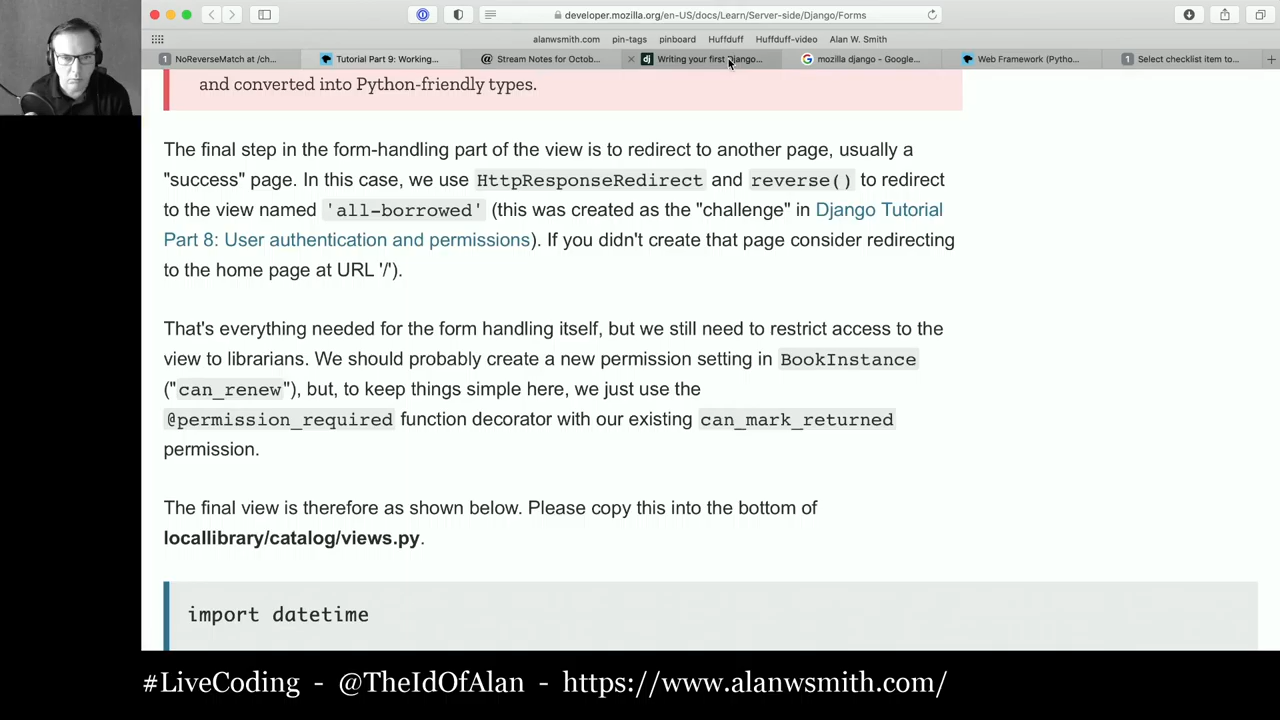 developer.mozilla.org/en-US/docs/Learn/Server-side/Django/Forms
alanwsmith.com pin-tags pinboard Huffduff Huffduff-video Alan W. Smith
1 NoReverseMatch at /ch... Tutorial Part 9: Working... @ Stream Notes for Octob... dj Writing your first Django... mozilla django - Google... Web Framework (Pytho... 1 Select checklist item to...
and converted into Python-friendly types.
The final step in the form-handling part of the view is to redirect to another page, usually a
"success" page. In this case, we use HttpResponseRedirect and reverse() to redirect
to the view named 'all-borrowed' (this was created as the "challenge" in Django Tutorial
Part 8: User authentication and permissions). If you didn't create that page consider redirecting
to the home page at URL '/').
That's everything needed for the form handling itself, but we still need to restrict access to the
view to librarians. We should probably create a new permission setting in BookInstance
("can_renew"), but, to keep things simple here, we just use the
@permission_required function decorator with our existing can_mark_returned
permission.
The final view is therefore as shown below. Please copy this into the bottom of
locallibrary/catalog/views.py.
import datetime
#LiveCoding - @TheIdOfAlan - https://www.alanwsmith.com/